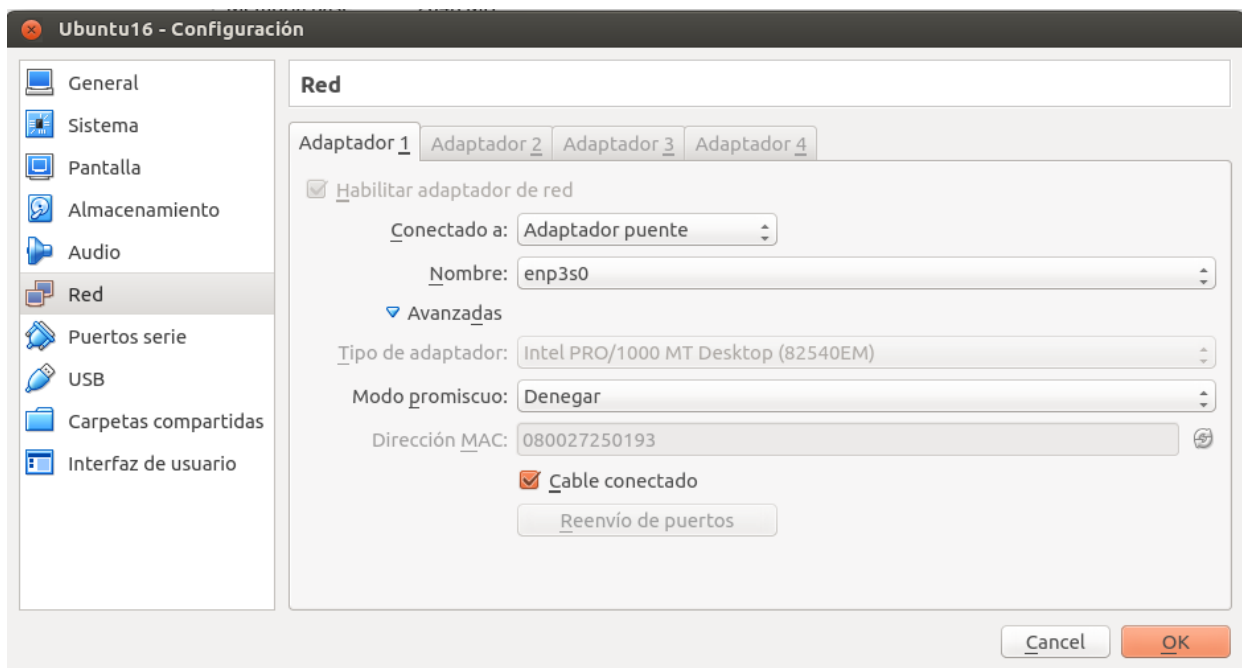 Ubuntu16 - Configuración
General
Sistema
Pantalla
Almacenamiento
Audio
Red
Puertos serie
USB
Carpetas compartidas
Interfaz de usuario
Red
Adaptador 1 Adaptador 2 Adaptador 3 Adaptador 4
Habilitar adaptador de red
Conectado a: Adaptador puente
Nombre: enp3s0
Avanzadas
Tipo de adaptador: Intel PRO/1000 MT Desktop (82540EM)
Modo promiscuo: Denegar
Dirección MAC: 080027250193
Cable conectado
Reenvío de puertos
Cancel OK